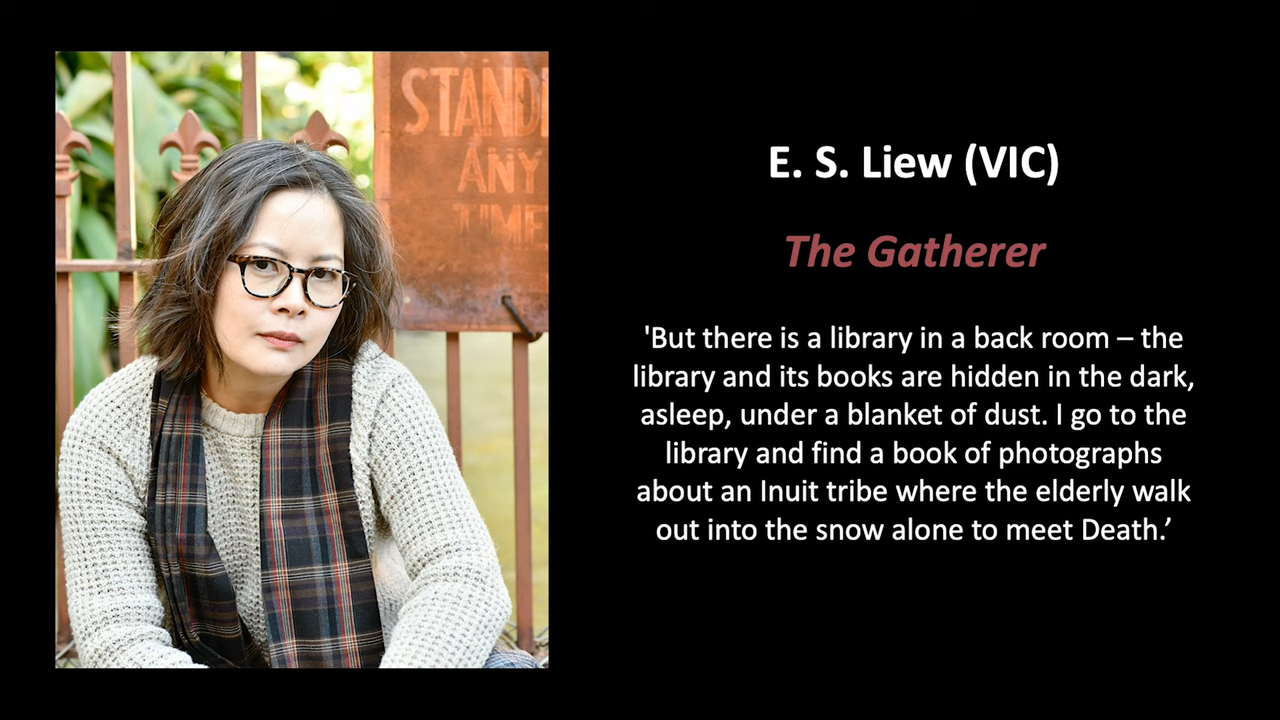 STAND
ANY
TIME
E. S. Liew (VIC)
The Gatherer
'But there is a library in a back room – the
library and its books are hidden in the dark,
asleep, under a blanket of dust. I go to the
library and find a book of photographs
about an Inuit tribe where the elderly walk
out into the snow alone to meet Death.’